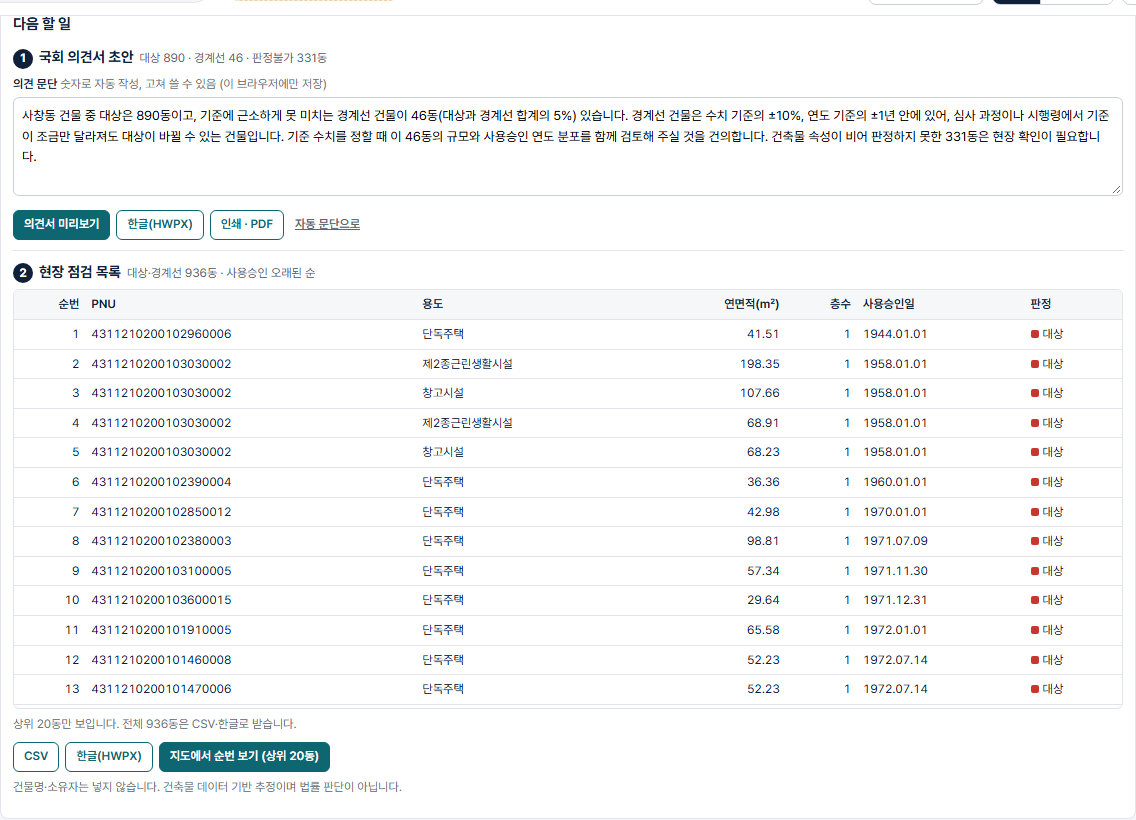 다음 할 일
1 국회 의견서 초안 대상 890 · 경계선 46 · 판정불가 331동
의견 문단 숫자로 자동 작성, 고쳐 쓸 수 있음 (이 브라우저에만 저장)
사창동 건물 중 대상은 890동이고, 기준에 근소하게 못 미치는 경계선 건물이 46동(대상과 경계선 합계의 5%) 있습니다. 경계선 건물은 수치 기준의 ±10%, 연도 기준의 ±1년 안에 있어, 심사 과정이나 시행령에서 기준
이 조금만 달라져도 대상이 바뀔 수 있는 건물입니다. 기준 수치를 정할 때 이 46동의 규모와 사용승인 연도 분포를 함께 검토해 주실 것을 건의합니다. 건축물 속성이 비어 판정하지 못한 331동은 현장 확인이 필요합니
다.
의견서 미리보기 한글(HWPX) 인쇄 · PDF 자동 문단으로
2 현장 점검 목록 대상·경계선 936동 · 사용승인 오래된 순
순번 PNU 용도 연면적(m²) 층수 사용승인일 판정
1 4311210200102960006 단독주택 41.51 1 1944.01.01 대상
2 4311210200103030002 제2종근린생활시설 198.35 1 1958.01.01 대상
3 4311210200103030002 창고시설 107.66 1 1958.01.01 대상
4 4311210200103030002 제2종근린생활시설 68.91 1 1958.01.01 대상
5 4311210200103030002 창고시설 68.23 1 1958.01.01 대상
6 4311210200102390004 단독주택 36.36 1 1960.01.01 대상
7 4311210200102850012 단독주택 42.98 1 1970.01.01 대상
8 4311210200102380003 단독주택 98.81 1 1971.07.09 대상
9 4311210200103100005 단독주택 57.34 1 1971.11.30 대상
10 4311210200103600015 단독주택 29.64 1 1971.12.31 대상
11 4311210200101910005 단독주택 65.58 1 1972.01.01 대상
12 4311210200101460008 단독주택 52.23 1 1972.07.14 대상
13 4311210200101470006 단독주택 52.23 1 1972.07.14 대상
상위 20동만 보입니다. 전체 936동은 CSV·한글로 받습니다.
CSV 한글(HWPX) 지도에서 순번 보기 (상위 20동)
건물명·소유자는 넣지 않습니다. 건축물 데이터 기반 추정이며 법률 판단이 아닙니다.